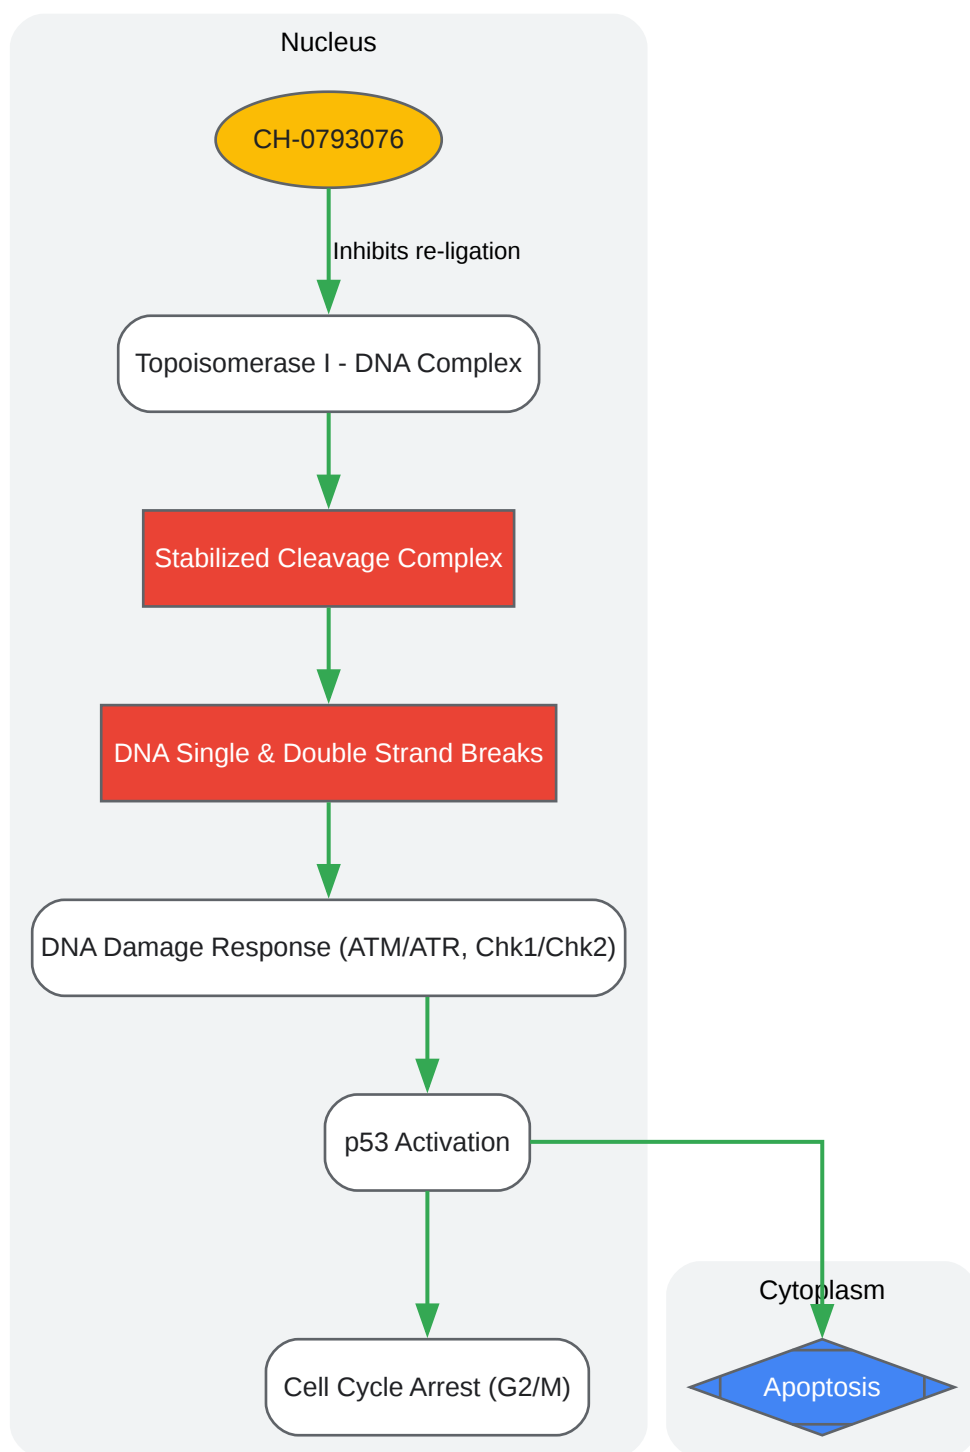 Nucleus
CH-0793076
Inhibits re-ligation
Topoisomerase I - DNA Complex
Stabilized Cleavage Complex
DNA Single & Double Strand Breaks
DNA Damage Response (ATM/ATR, Chk1/Chk2)
p53 Activation
Cytoplasm
Cell Cycle Arrest (G2/M)
Apoptosis